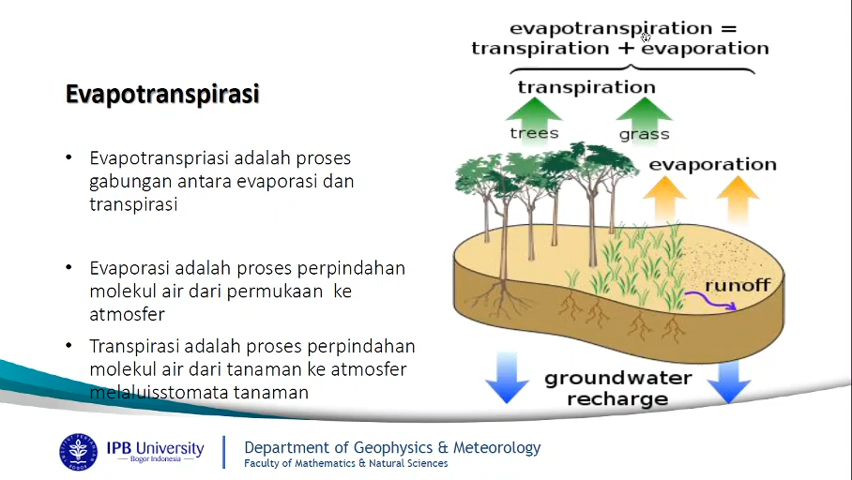 Evapotranspirasi
• Evapotranspriasi adalah proses
gabungan antara evaporasi dan
transpirasi
• Evaporasi adalah proses perpindahan
molekul air dari permukaan ke
atmosfer
• Transpirasi adalah proses perpindahan
molekul air dari tanaman ke atmosfer
melaluisstomata tanaman
evapotranspiration =
transpiration + evaporation
transpiration
trees
grass
evaporation
runoff
groundwater
recharge
IPB University
Bogor Indonesia
Department of Geophysics & Meteorology
Faculty of Mathematics & Natural Sciences